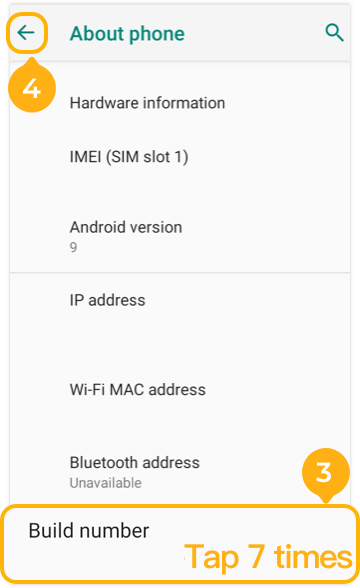 About phone
4
Hardware information
IMEI (SIM slot 1)
Android version
9
IP address
Wi-Fi MAC address
Bluetooth address
Unavailable
3
Build number
Tap 7 times